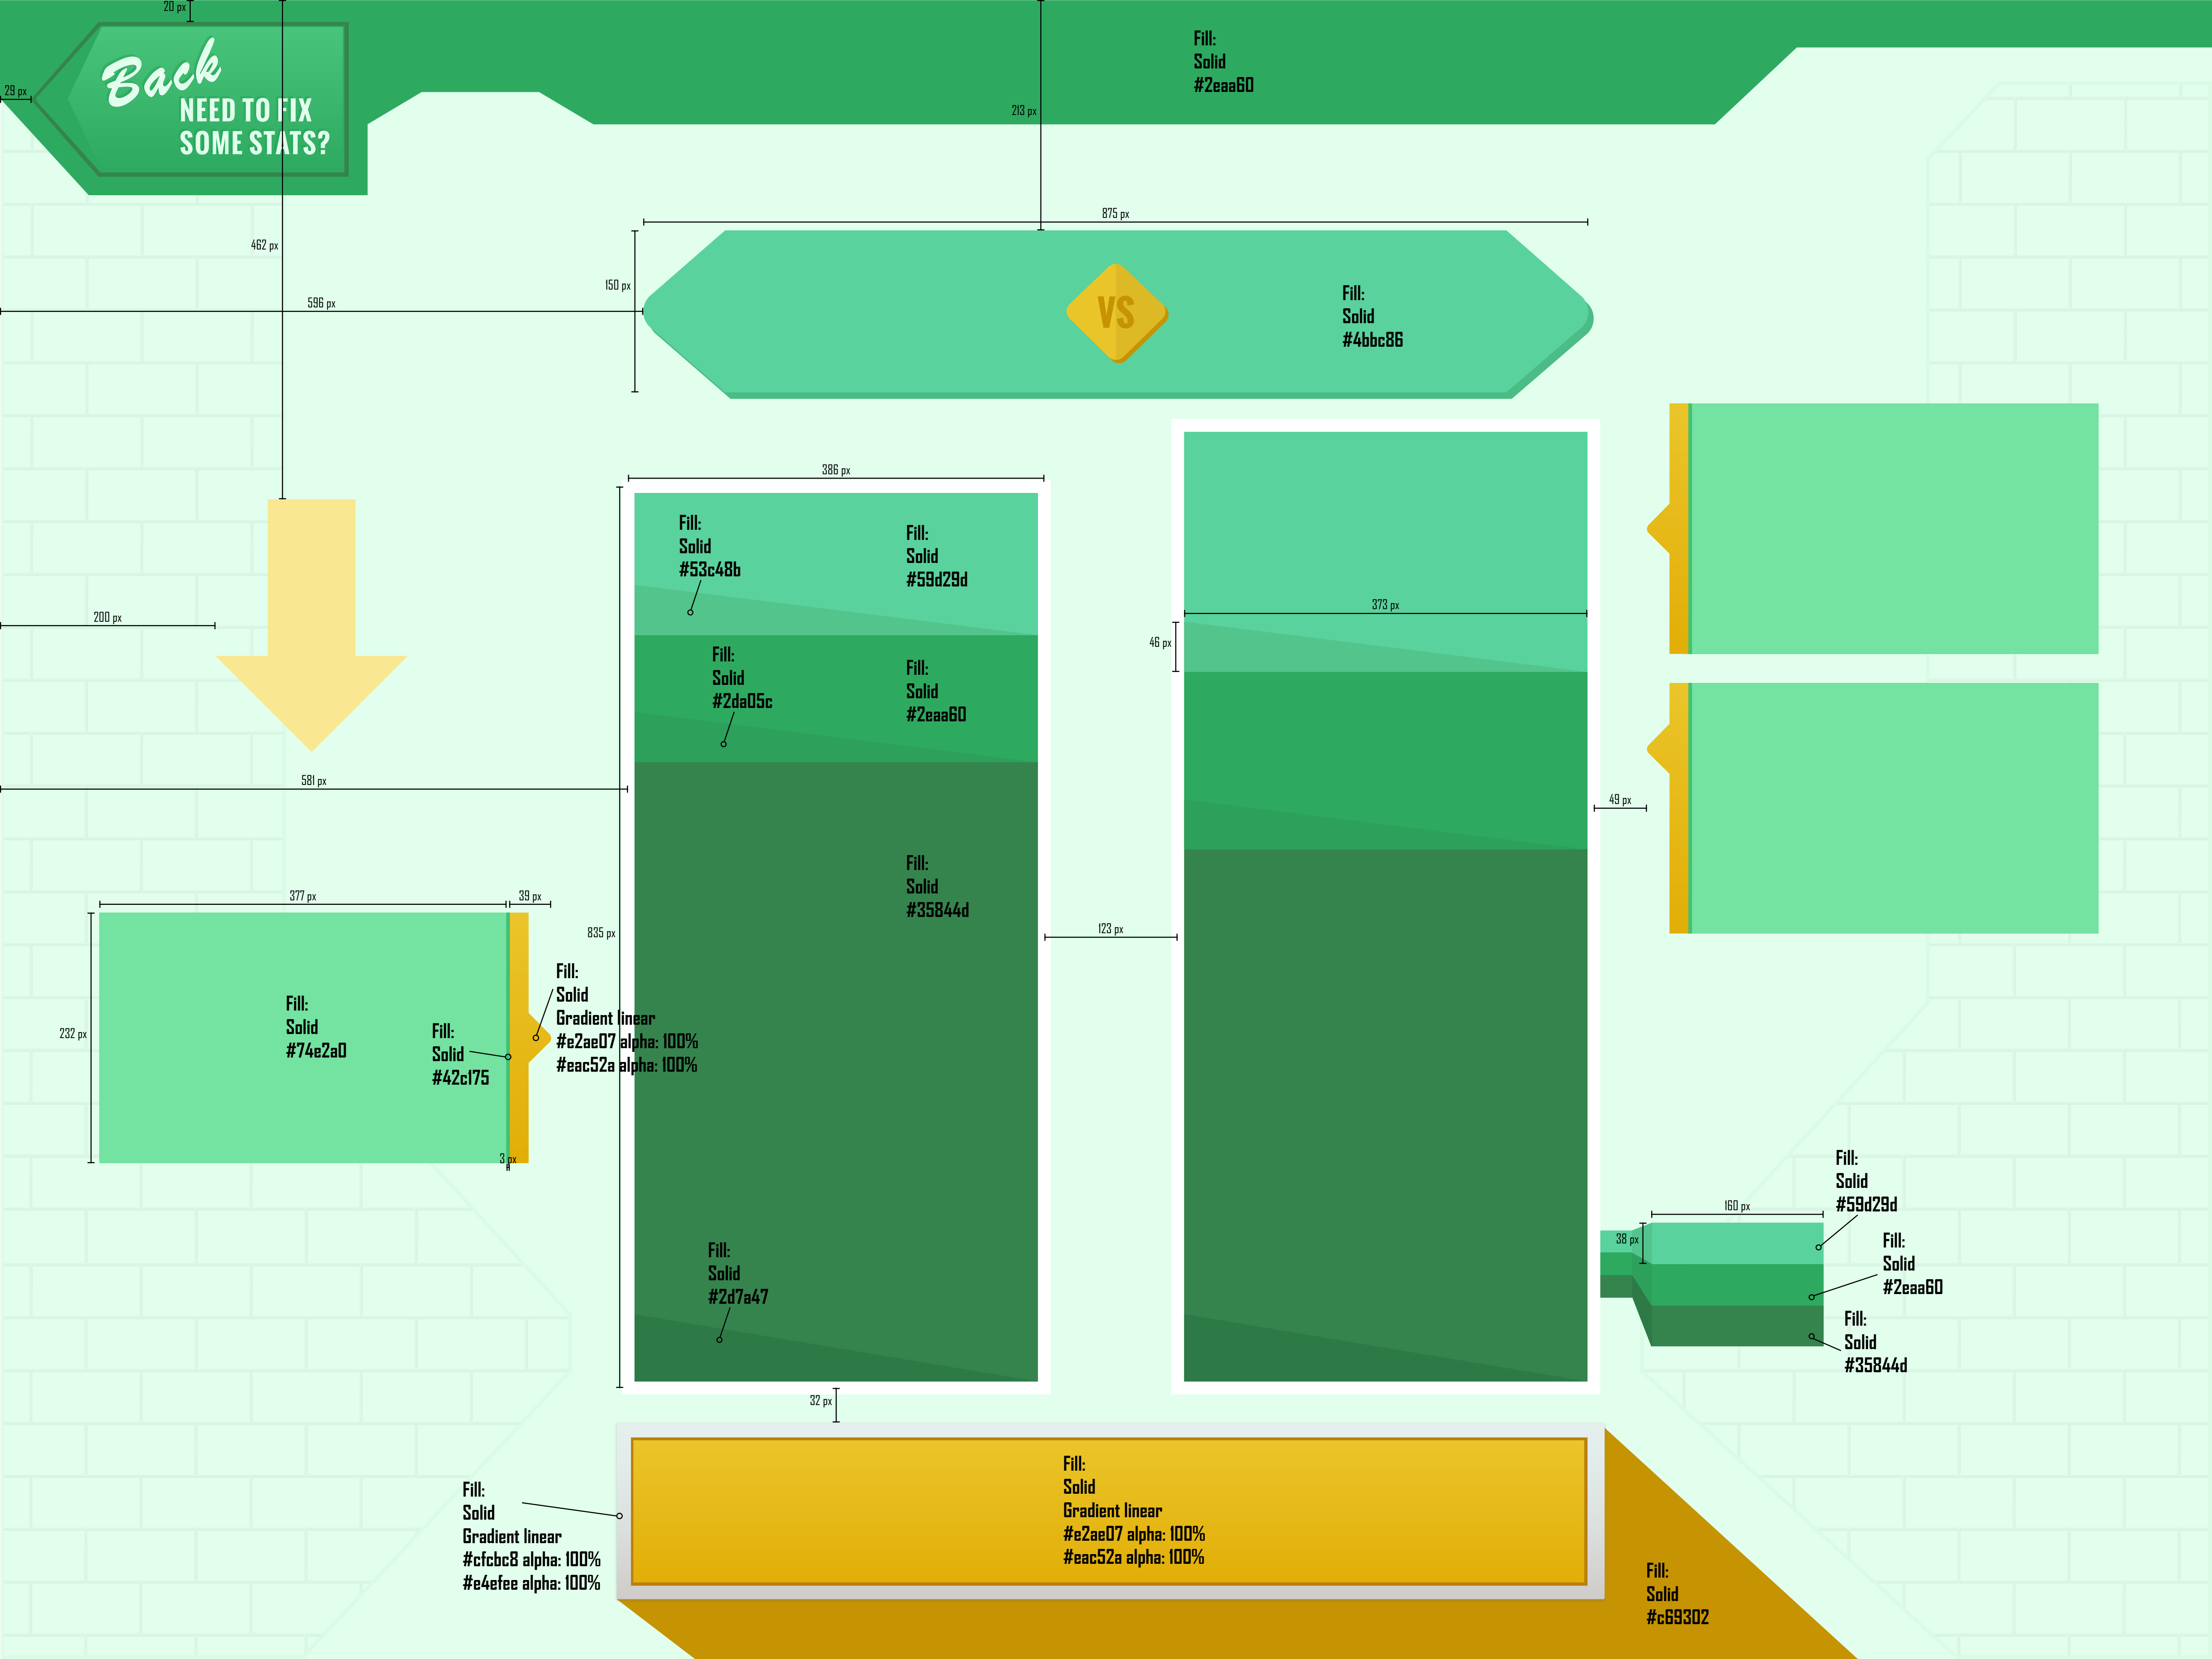 20 px
Back
NEED TO FIX
SOME STATS?
29 px
213 px
Fill:
Solid
#2eaa60
462 px
875 px
150 px
596 px
VS
Fill:
Solid
#4bbc86
386 px
Fill:
Solid
#53c48b
Fill:
Solid
#59d29d
200 px
373 px
46 px
Fill:
Solid
#2da05c
Fill:
Solid
#2eaa60
581 px
49 px
Fill:
Solid
#35844d
377 px
39 px
835 px
123 px
232 px
Fill:
Solid
#74e2a0
Fill:
Solid
#42c175
Fill:
Solid
Gradient linear
#e2ae07 alpha: 100%
#eac52a alpha: 100%
3 px
Fill:
Solid
#2d7a47
160 px
38 px
Fill:
Solid
#59d29d
Fill:
Solid
#2eaa60
Fill:
Solid
#35844d
32 px
Fill:
Solid
Gradient linear
#cfcbc8 alpha: 100%
#e4efee alpha: 100%
Fill:
Solid
Gradient linear
#e2ae07 alpha: 100%
#eac52a alpha: 100%
Fill:
Solid
#c69302